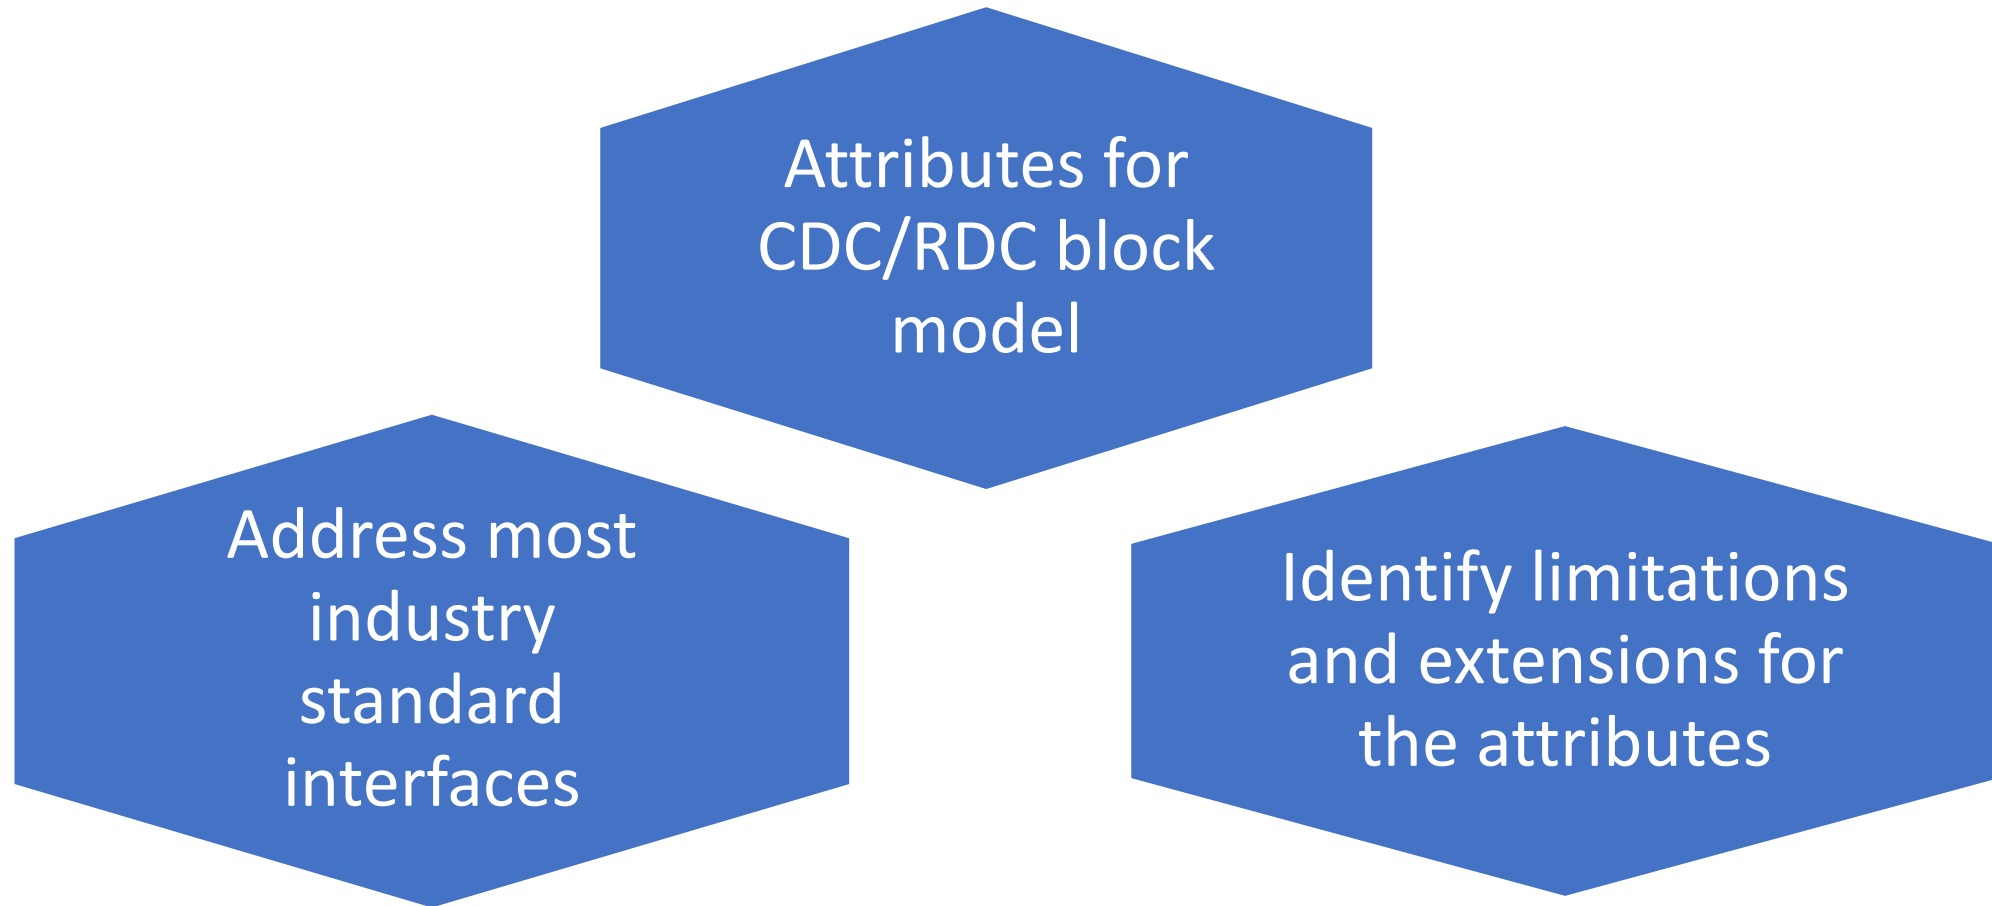 Attributes for
CDC/RDC block
model
Address most
industry
standard
interfaces
Identify limitations
and extensions for
the attributes